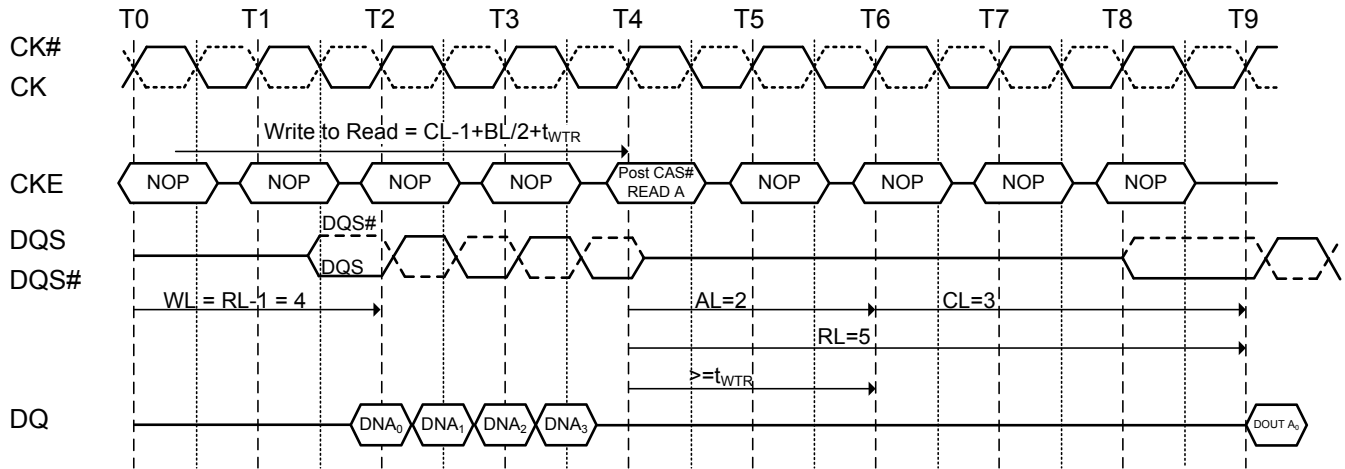 T0 T1 T2 T3 T4 T5 T6 T7 T8 T9
CK#
CK
Write to Read = CL-1+BL/2+tWTR
CKE NOP NOP NOP NOP Post CAS# READ A NOP NOP NOP NOP
DQS#
DQS
DQS
DQS#
WL = RL-1 = 4 AL=2 CL=3
RL=5
>=tWTR
DQ DNA0 DNA1 DNA2 DNA3 DOUT A0